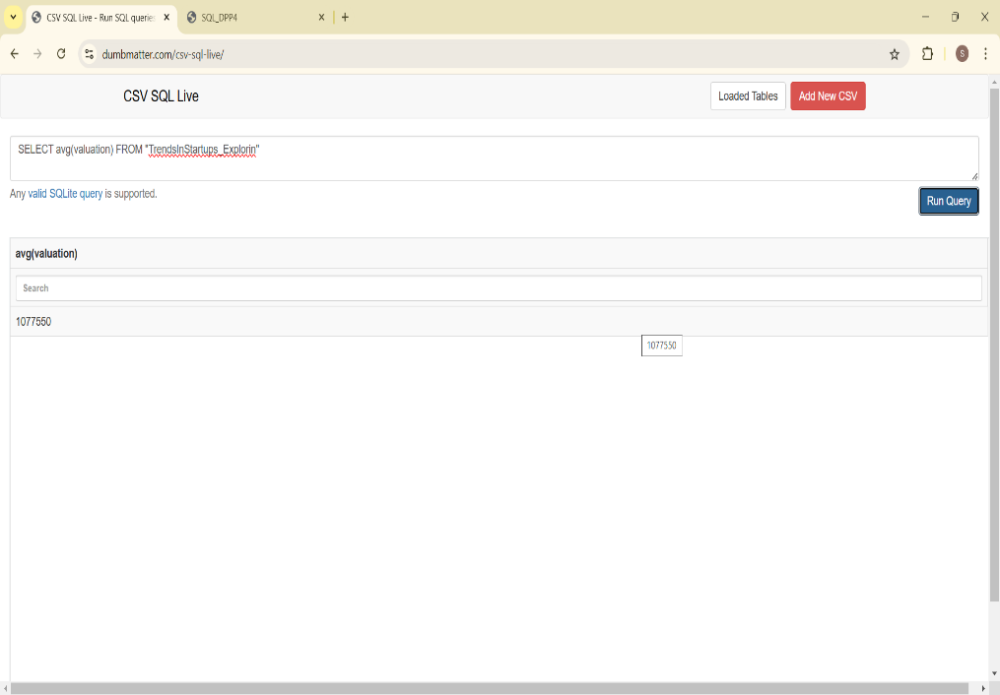 CSV SQL Live - Run SQL querie
SQL_DPP4
dumbmatter.com/csv-sql-live/
S
CSV SQL Live
Loaded Tables
Add New CSV
SELECT avg(valuation) FROM "TrendsInStartups_Explorin"
Any valid SQLite query is supported.
Run Query
avg(valuation)
Search
1077550
1077550